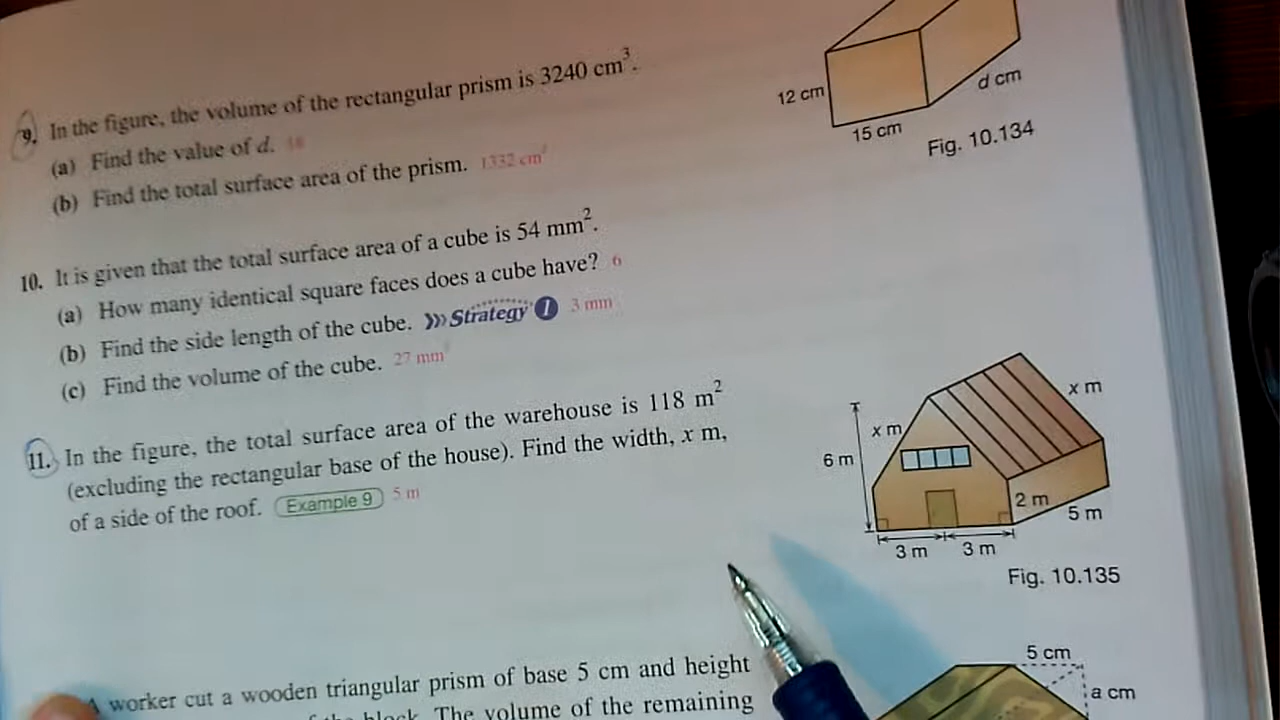 9. In the figure, the volume of the rectangular prism is 3240 cm³.
(a) Find the value of d. 18
(b) Find the total surface area of the prism. 1332 cm²
12 cm
15 cm
d cm
Fig. 10.134
10. It is given that the total surface area of a cube is 54 mm².
(a) How many identical square faces does a cube have? 6
(b) Find the side length of the cube. Strategy 1 3 mm
(c) Find the volume of the cube. 27 mm³
11. In the figure, the total surface area of the warehouse is 118 m²
(excluding the rectangular base of the house). Find the width, x m,
of a side of the roof. Example 9 5 m
x m
x m
6 m
2 m
5 m
3 m
3 m
Fig. 10.135
A worker cut a wooden triangular prism of base 5 cm and height
block. The volume of the remaining
5 cm
a cm